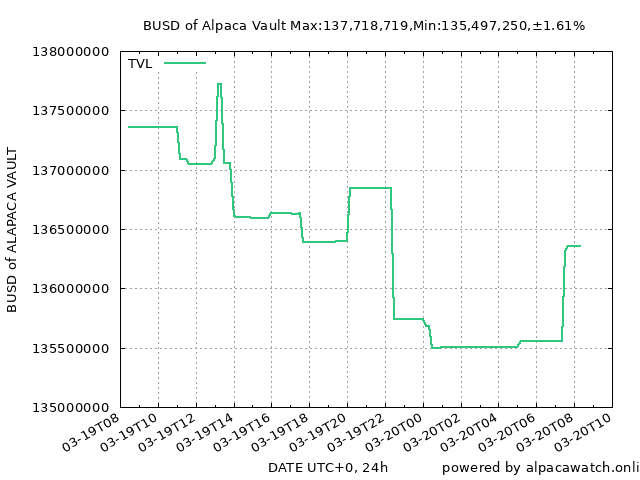 BUSD of Alpaca Vault Max:137,718,719,Min:135,497,250,±1.61%
138000000
TVL
137500000
137000000
136500000
136000000
135500000
135000000
BUSD of ALAPACA VAULT
03-19T08
03-19T10
03-19T12
03-19T14
03-19T16
03-19T18
03-19T20
03-19T22
03-20T00
03-20T02
03-20T04
03-20T06
03-20T08
03-20T10
DATE UTC+0, 24h
powered by alpacawatch.onli